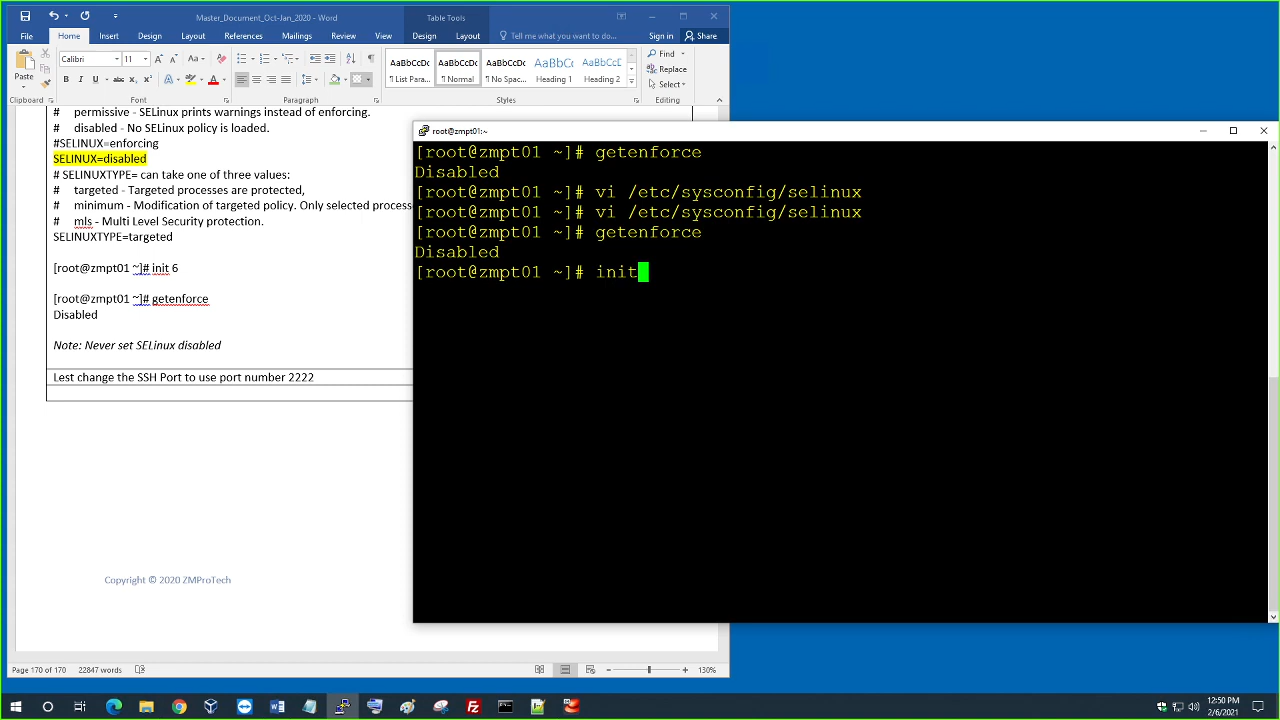 Master_Document_Oct-Jan_2020 - Word
Table Tools
File Home Insert Design Layout References Mailings Review View Design Layout Tell me what you want to do... Sign in Share
Paste
Calibri 11
Clipboard
Font
Paragraph
AaBbCcDc AaBbCcDc AaBbCcDc AaBbCc AaBbCcE
¶ List Para... ¶ Normal ¶ No Spac... Heading 1 Heading 2
Styles
Find
Replace
Select
Editing
# permissive - SELinux prints warnings instead of enforcing.
# disabled - No SELinux policy is loaded.
#SELINUX=enforcing
SELINUX=disabled
# SELINUXTYPE= can take one of three values:
# targeted - Targeted processes are protected,
# minimum - Modification of targeted policy. Only selected process
# mls - Multi Level Security protection.
SELINUXTYPE=targeted
[root@zmpt01 ~]# init 6
[root@zmpt01 ~]# getenforce
Disabled
Note: Never set SELinux disabled
Lest change the SSH Port to use port number 2222
Copyright © 2020 ZMProTech
Page 170 of 170 22847 words
130%
root@zmpt01:~
[root@zmpt01 ~]# getenforce
Disabled
[root@zmpt01 ~]# vi /etc/sysconfig/selinux
[root@zmpt01 ~]# vi /etc/sysconfig/selinux
[root@zmpt01 ~]# getenforce
Disabled
[root@zmpt01 ~]# init
12:50 PM
2/6/2021